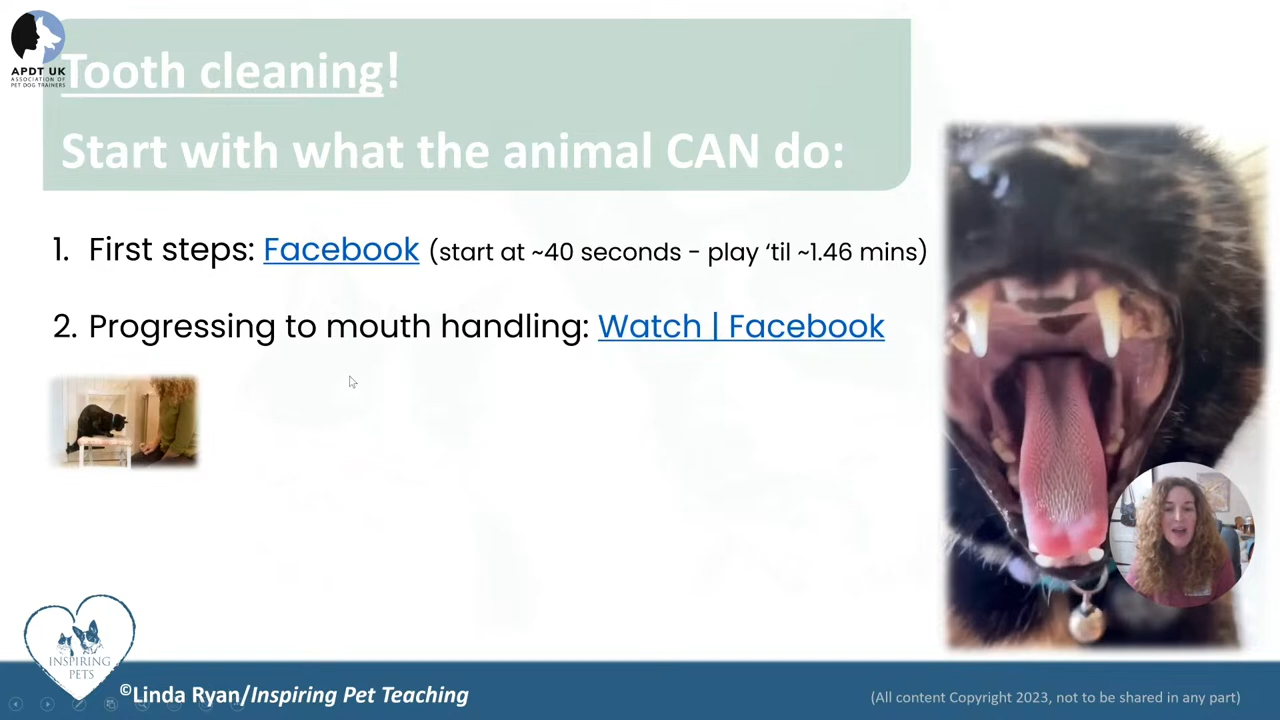 APDT UK
ASSOCIATION OF
PET DOG TRAINERS
Tooth cleaning!
Start with what the animal CAN do:
1. First steps: Facebook (start at ~40 seconds - play ‘til ~1.46 mins)
2. Progressing to mouth handling: Watch | Facebook
INSPIRING
PETS
©Linda Ryan/Inspiring Pet Teaching
(All content Copyright 2023, not to be shared in any part)